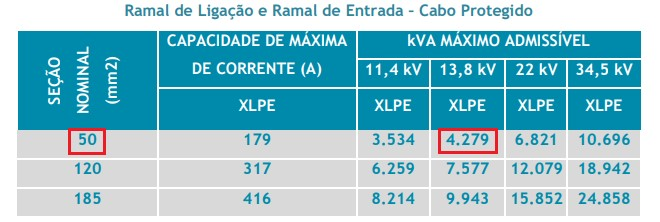 Ramal de Ligação e Ramal de Entrada – Cabo Protegido
SEÇÃO NOMINAL (mm2)
CAPACIDADE DE MÁXIMA DE CORRENTE (A)
kVA MÁXIMO ADMISSÍVEL
11,4 kV 13,8 kV 22 kV 34,5 kV
XLPE XLPE XLPE XLPE XLPE
50 179 3.534 4.279 6.821 10.696
120 317 6.259 7.577 12.079 18.942
185 416 8.214 9.943 15.852 24.858